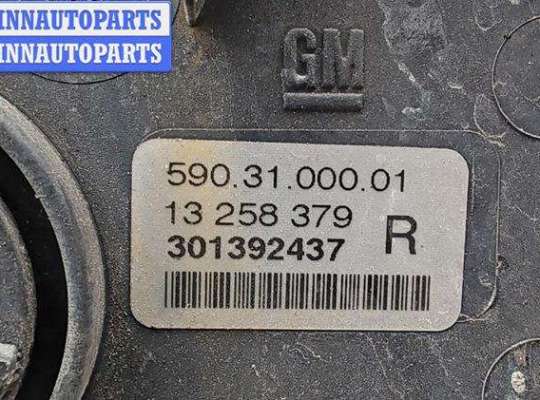 INNAUTOPARTS
INNAUTOPARTS
GM
590.31.000.01
13 258 379
301392437 R